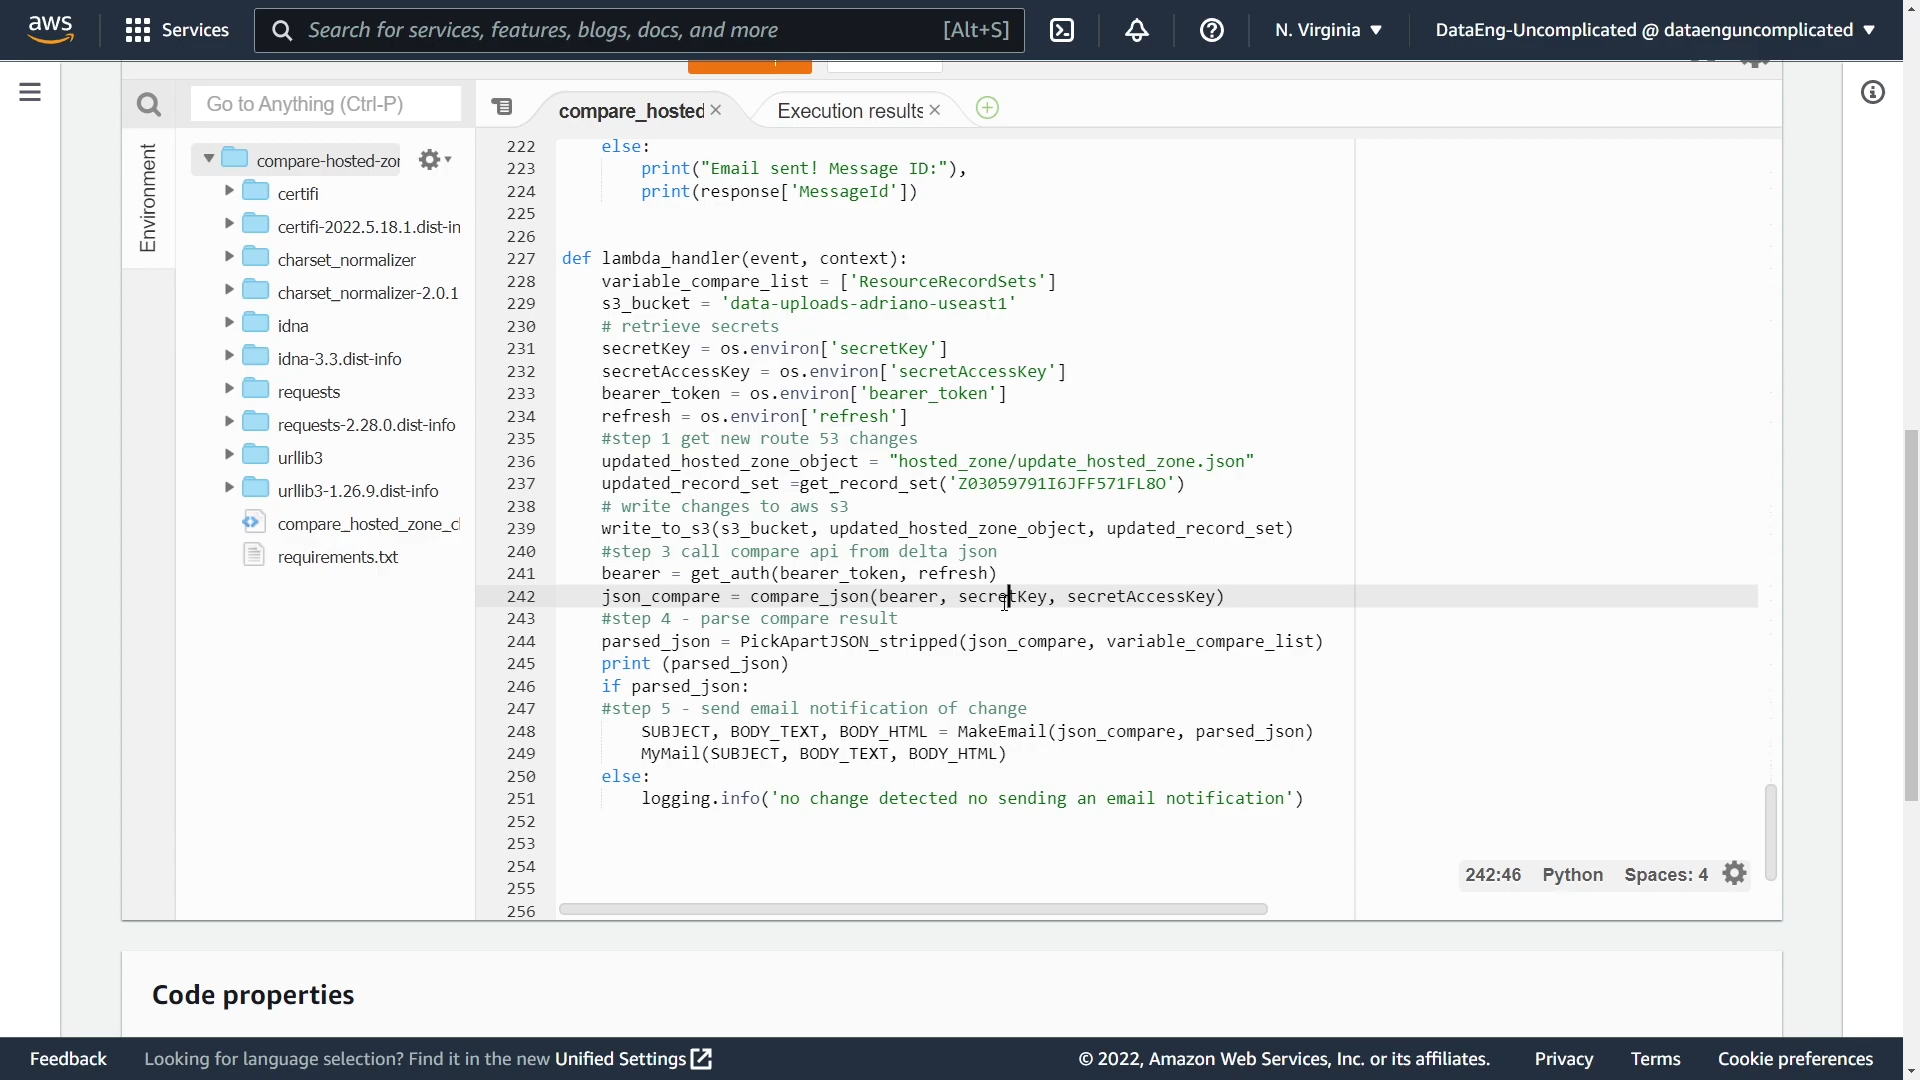 aws
Services
Search for services, features, blogs, docs, and more
[Alt+S]
N. Virginia
DataEng-Uncomplicated @ dataenguncomplicated
Go to Anything (Ctrl-P)
compare_hosted
Execution results
Environment
compare-hosted-zor
certifi
certifi-2022.5.18.1.dist-in
charset_normalizer
charset_normalizer-2.0.1
idna
idna-3.3.dist-info
requests
requests-2.28.0.dist-info
urllib3
urllib3-1.26.9.dist-info
compare_hosted_zone_cl
requirements.txt
222 else:
223 print("Email sent! Message ID:"),
224 print(response['MessageId'])
225
226
227 def lambda_handler(event, context):
228 variable_compare_list = ['ResourceRecordSets']
229 s3_bucket = 'data-uploads-adriano-useast1'
230 # retrieve secrets
231 secretKey = os.environ['secretKey']
232 secretAccessKey = os.environ['secretAccessKey']
233 bearer_token = os.environ['bearer_token']
234 refresh = os.environ['refresh']
235 #step 1 get new route 53 changes
236 updated_hosted_zone_object = "hosted_zone/update_hosted_zone.json"
237 updated_record_set =get_record_set('Z03059791I6JFF571FL8O')
238 # write changes to aws s3
239 write_to_s3(s3_bucket, updated_hosted_zone_object, updated_record_set)
240 #step 3 call compare api from delta json
241 bearer = get_auth(bearer_token, refresh)
242 json_compare = compare_json(bearer, secretKey, secretAccessKey)
243 #step 4 - parse compare result
244 parsed_json = PickApartJSON_stripped(json_compare, variable_compare_list)
245 print (parsed_json)
246 if parsed_json:
247 #step 5 - send email notification of change
248 SUBJECT, BODY_TEXT, BODY_HTML = MakeEmail(json_compare, parsed_json)
249 MyMail(SUBJECT, BODY_TEXT, BODY_HTML)
250 else:
251 logging.info('no change detected no sending an email notification')
252
253
254
255
256
242:46 Python Spaces: 4
Code properties
Feedback
Looking for language selection? Find it in the new Unified Settings
© 2022, Amazon Web Services, Inc. or its affiliates.
Privacy
Terms
Cookie preferences